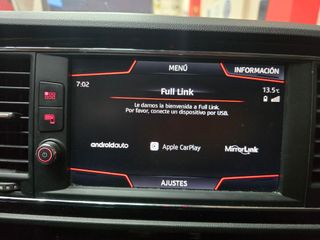 MENÚ
INFORMACIÓN
7:02
Full Link
13.5°C
Le damos la bienvenida a Full Link.
Por favor, conecte un dispositivo por USB.
androidauto
Apple CarPlay
MirrorLink
AJUSTES